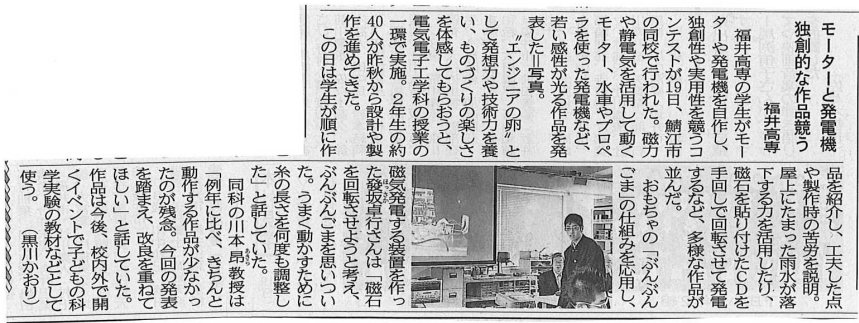 モーターと発電機
独創的な作品競う
福井高専
福井高専の学生がモー
ターや発電機を自作し、
独創性や実用性を競うコ
ンテストが19日、鯖江市
の同校で行われた。磁力
や静電気を活用して動く
モーター、水車やプロペ
ラを使った発電機など、
若い感性が光る作品を発
表した＝写真。
“エンジニアの卵”と
して発想力や技術力を養
い、ものづくりの楽しさ
を体感してもらおうと、
電気電子工学科の授業の
一環で実施。2年生の約
40人が昨秋から設計や製
作を進めてきた。
この日は学生が順に作
品を紹介し、工夫した点
や製作時の苦労を説明。
屋上にたまった雨水が落
下する力を活用したり、
磁石を貼り付けたCDを
手回しで回転させて発電
するなど、多様な作品が
並んだ。
おもちゃの「ぶんぶん
ごま」の仕組みを応用し、
磁気発電する装置を作っ
た發坂卓行さんは「磁石
を回転させようと考え、
ぶんぶんごまを思いつい
た。うまく動かすために
糸の長さを何度も調整し
た」と話していた。
同科の川本昂教授は
「例年に比べ、きちんと
動作する作品が少なかっ
たのが残念。今回の発表
を踏まえ、改良を重ねて
ほしい」と話していた。
作品は今後、校内外で開
くイベントで子どもの科
学実験の教材などとして
使う。（黒川かおり）